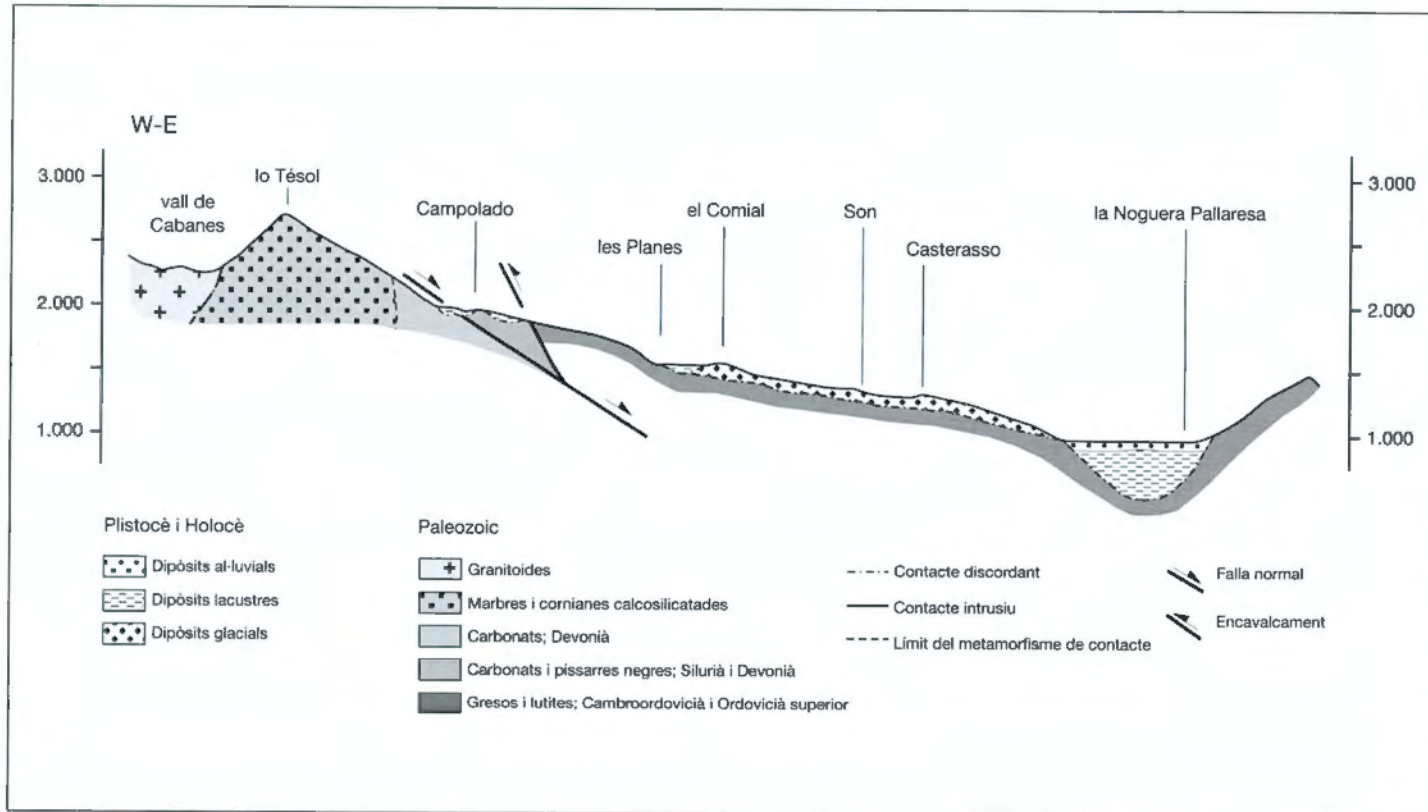 W-E
3.000
2.000
1.000
vall de
Cabanes
lo Tésol
Campolado
les Planes
el Comial
Son
Casterasso
la Noguera Pallaresa
3.000
2.000
1.000
Plistocè i Holocè
Dipòsits al·luvials
Dipòsits lacustres
Dipòsits glacials
Paleozoic
Granitoides
Marbres i cornianes calcosilicatades
Carbonats; Devonià
Carbonats i pissarres negres; Silurià i Devonià
Gresos i lutites; Cambroordovicià i Ordovicià superior
Contacte discordant
Contacte intrusiu
Límit del metamorfisme de contacte
Falla normal
Encavalcament